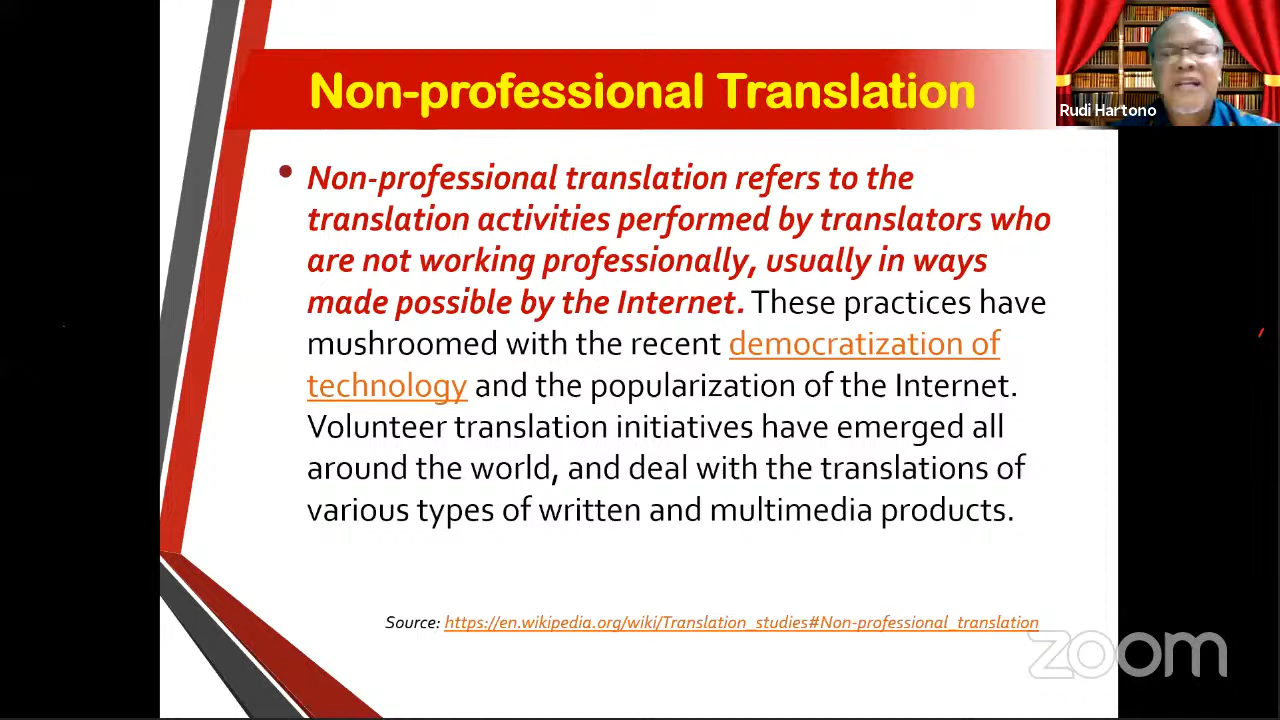 Non-professional Translation
Rudi Hartono
• Non-professional translation refers to the
translation activities performed by translators who
are not working professionally, usually in ways
made possible by the Internet. These practices have
mushroomed with the recent democratization of
technology and the popularization of the Internet.
Volunteer translation initiatives have emerged all
around the world, and deal with the translations of
various types of written and multimedia products.
Source: https://en.wikipedia.org/wiki/Translation_studies#Non-professional_translation
zoom